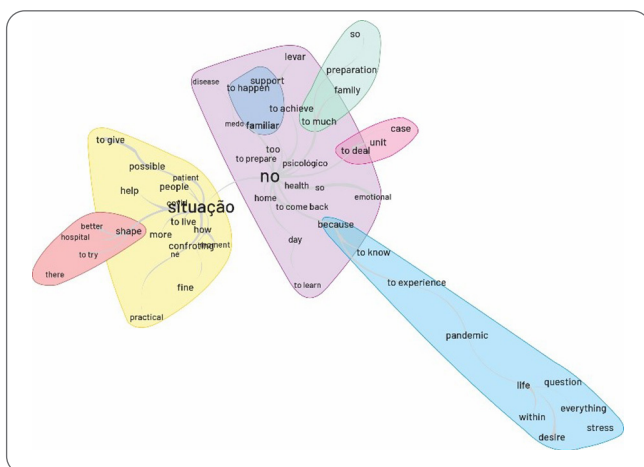 so
levar
preparation
disease
support
to happen
family
to achieve
medo
familiar
to much
case
to give
unit
too
to deal
to prepare
psicológico
possible
no
patient
people
health
so
help
home
emotional
situação
to come back
better
to live
because
shape
how
hospital
more
day
confroting
moment
to know
to try
ne
there
to experience
fine
to learn
practical
pandemic
life
question
everything
within
stress
desire